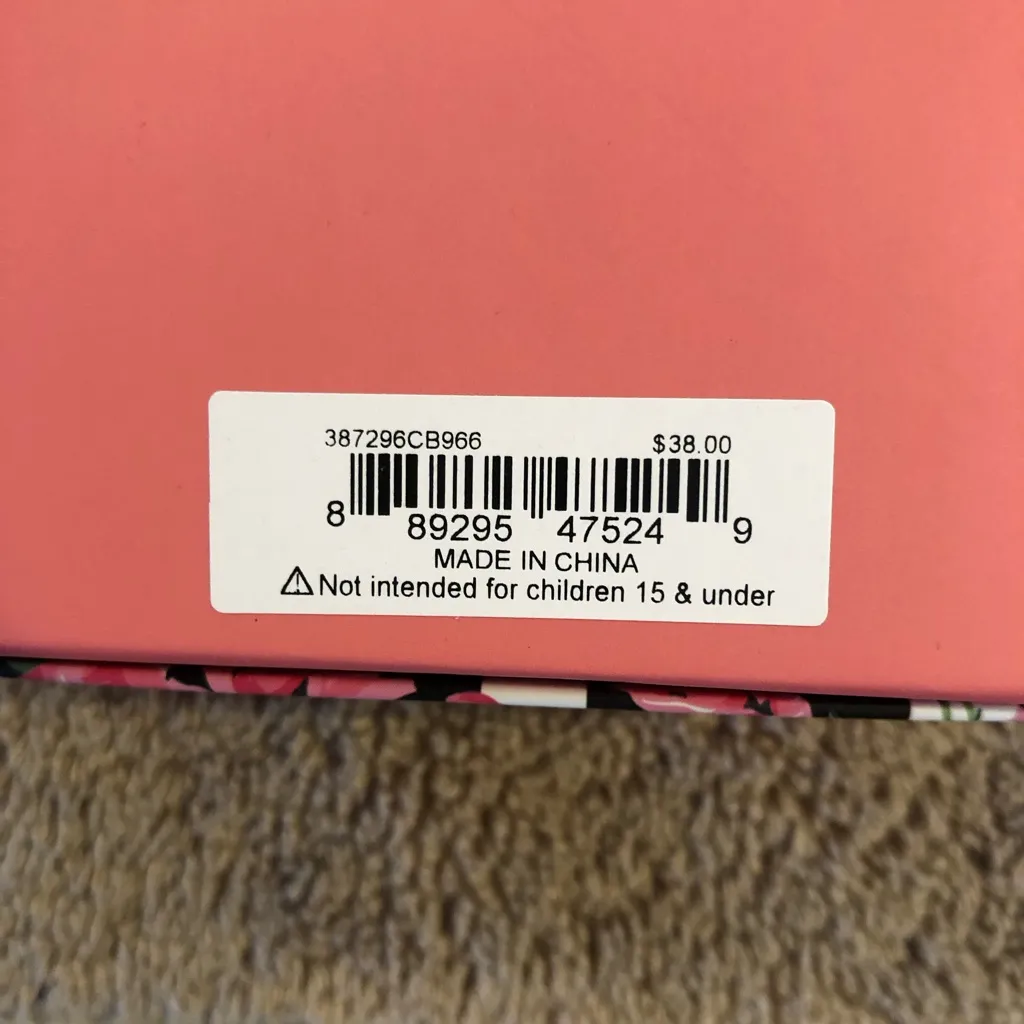 387296CB966 $38.00
8 89295 47524 9
MADE IN CHINA
⚠Not intended for children 15 & under